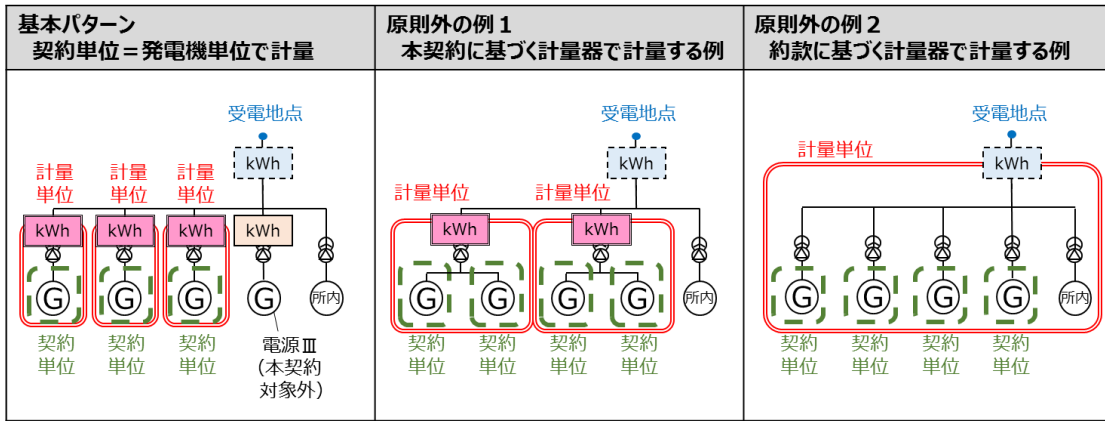 基本パターン
契約単位＝発電機単位で計量
受電地点
kWh
計量
単位
計量
単位
計量
単位
kWh
kWh
kWh
kWh
G
G
G
G
所内
契約
単位
契約
単位
契約
単位
電源Ⅲ
（本契約
対象外）
原則外の例１
本契約に基づく計量器で計量する例
受電地点
kWh
計量単位
計量単位
kWh
kWh
G
G
G
G
所内
契約
単位
契約
単位
契約
単位
契約
単位
原則外の例２
約款に基づく計量器で計量する例
受電地点
計量単位
kWh
G
G
G
G
所内
契約
単位
契約
単位
契約
単位
契約
単位